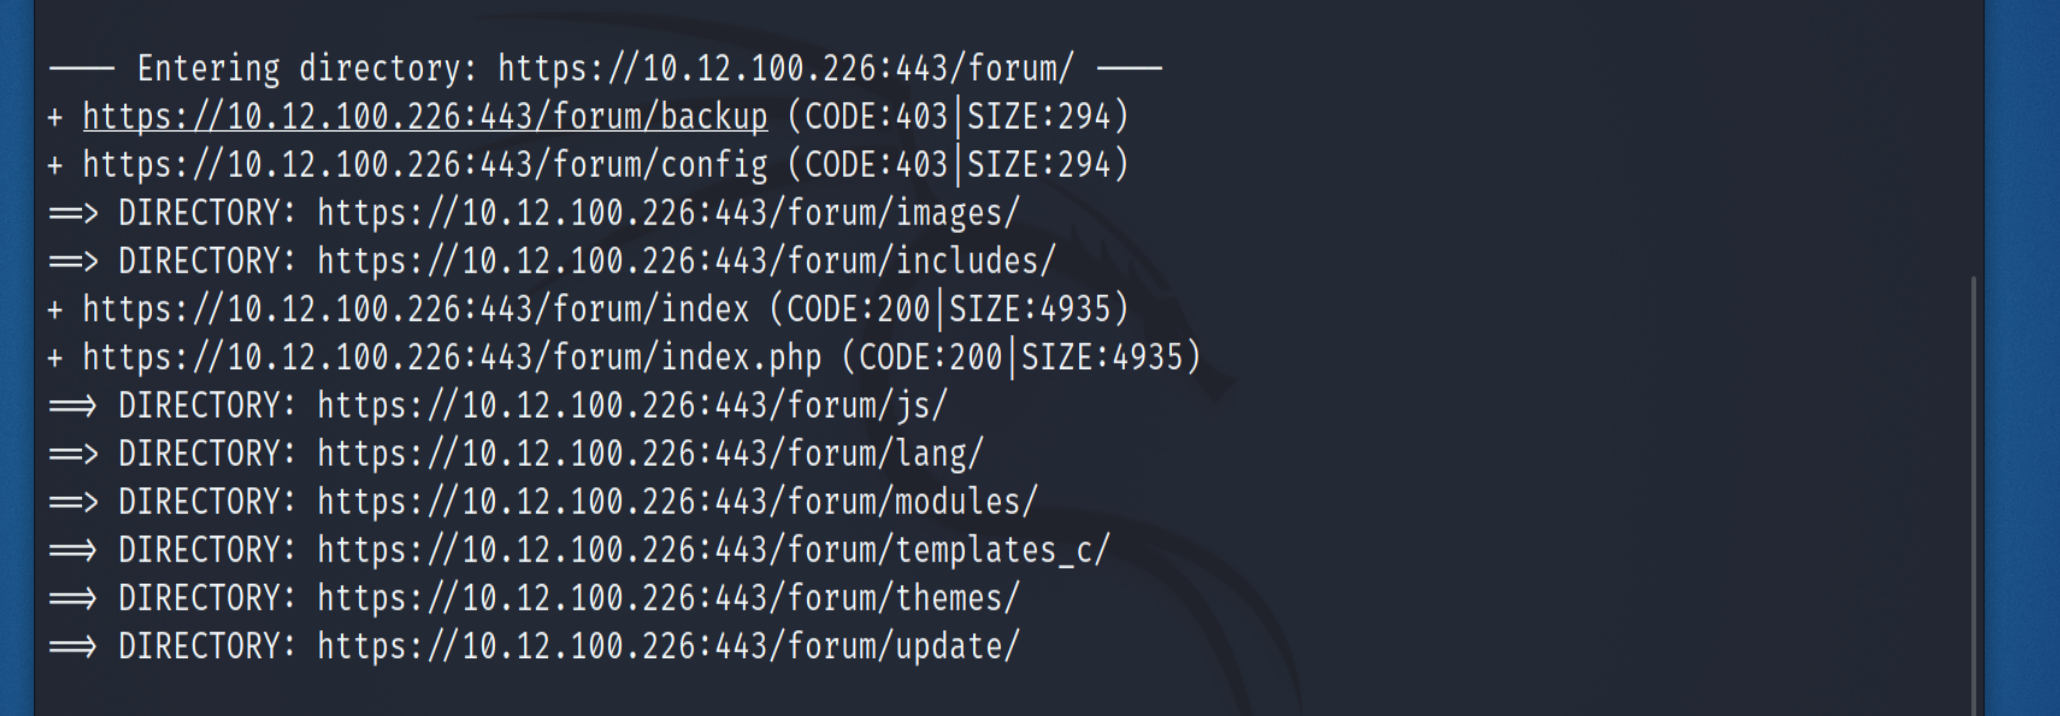 ---- Entering directory: https://10.12.100.226:443/forum/ ----
+ https://10.12.100.226:443/forum/backup (CODE:403|SIZE:294)
+ https://10.12.100.226:443/forum/config (CODE:403|SIZE:294)
==> DIRECTORY: https://10.12.100.226:443/forum/images/
==> DIRECTORY: https://10.12.100.226:443/forum/includes/
+ https://10.12.100.226:443/forum/index (CODE:200|SIZE:4935)
+ https://10.12.100.226:443/forum/index.php (CODE:200|SIZE:4935)
==> DIRECTORY: https://10.12.100.226:443/forum/js/
==> DIRECTORY: https://10.12.100.226:443/forum/lang/
==> DIRECTORY: https://10.12.100.226:443/forum/modules/
==> DIRECTORY: https://10.12.100.226:443/forum/templates_c/
==> DIRECTORY: https://10.12.100.226:443/forum/themes/
==> DIRECTORY: https://10.12.100.226:443/forum/update/